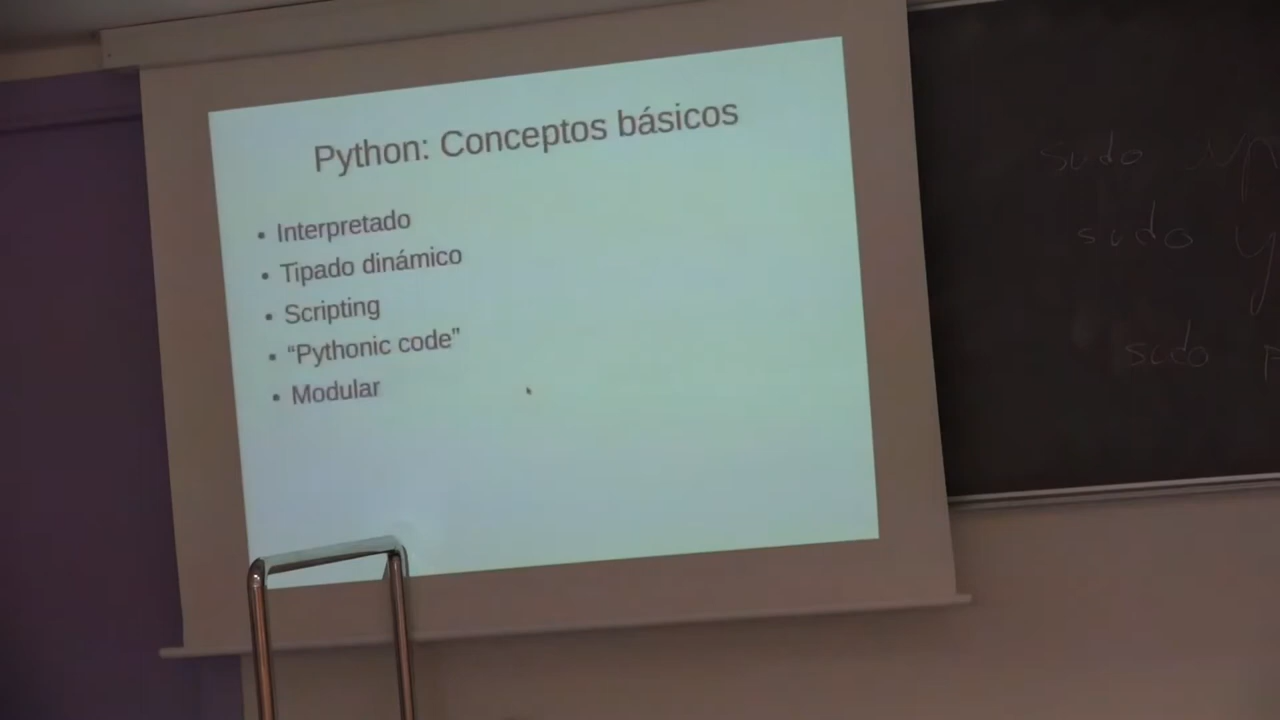 Python: Conceptos básicos
• Interpretado
• Tipado dinámico
• Scripting
• “Pythonic code”
• Modular
sudo
sudo
sudo